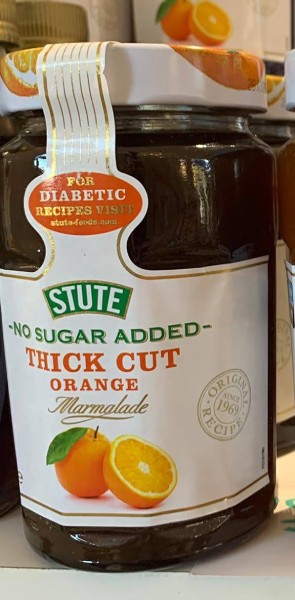 FOR
DIABETIC
RECIPES VISIT
stute-foods.com
STUTE
-NO SUGAR ADDED-
THICK CUT
ORANGE
Marmalade
ORIGINAL
SINCE
1969
RECIPE